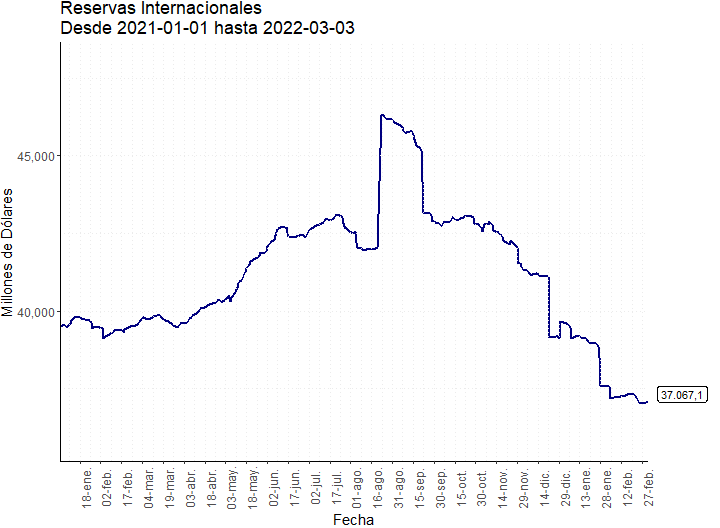 Reservas Internacionales
Desde 2021-01-01 hasta 2022-03-03
Millones de Dólares
45,000
40,000
37.067,1
18-ene.
02-feb.
17-feb.
04-mar.
19-mar.
03-abr.
18-abr.
03-may.
18-may.
02-jun.
17-jun.
02-jul.
17-jul.
01-ago.
16-ago.
31-ago.
15-sep.
30-sep.
15-oct.
30-oct.
14-nov.
29-nov.
14-dic.
29-dic.
13-ene.
28-ene.
12-feb.
27-feb.
Fecha